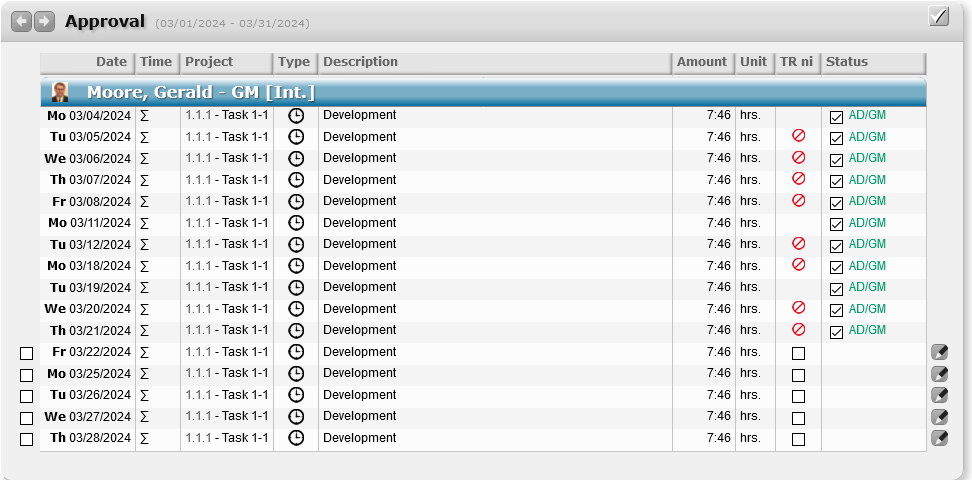 Approval (03/01/2024 - 03/31/2024)
Date Time Project Type Description Amount Unit TR ni Status
Moore, Gerald - GM [Int.]
Mo 03/04/2024 Σ 1.1.1 - Task 1-1 Development 7:46 hrs. AD/GM
Tu 03/05/2024 Σ 1.1.1 - Task 1-1 Development 7:46 hrs. AD/GM
We 03/06/2024 Σ 1.1.1 - Task 1-1 Development 7:46 hrs. AD/GM
Th 03/07/2024 Σ 1.1.1 - Task 1-1 Development 7:46 hrs. AD/GM
Fr 03/08/2024 Σ 1.1.1 - Task 1-1 Development 7:46 hrs. AD/GM
Mo 03/11/2024 Σ 1.1.1 - Task 1-1 Development 7:46 hrs. AD/GM
Tu 03/12/2024 Σ 1.1.1 - Task 1-1 Development 7:46 hrs. AD/GM
Mo 03/18/2024 Σ 1.1.1 - Task 1-1 Development 7:46 hrs. AD/GM
Tu 03/19/2024 Σ 1.1.1 - Task 1-1 Development 7:46 hrs. AD/GM
We 03/20/2024 Σ 1.1.1 - Task 1-1 Development 7:46 hrs. AD/GM
Th 03/21/2024 Σ 1.1.1 - Task 1-1 Development 7:46 hrs. AD/GM
Fr 03/22/2024 Σ 1.1.1 - Task 1-1 Development 7:46 hrs.
Mo 03/25/2024 Σ 1.1.1 - Task 1-1 Development 7:46 hrs.
Tu 03/26/2024 Σ 1.1.1 - Task 1-1 Development 7:46 hrs.
We 03/27/2024 Σ 1.1.1 - Task 1-1 Development 7:46 hrs.
Th 03/28/2024 Σ 1.1.1 - Task 1-1 Development 7:46 hrs.